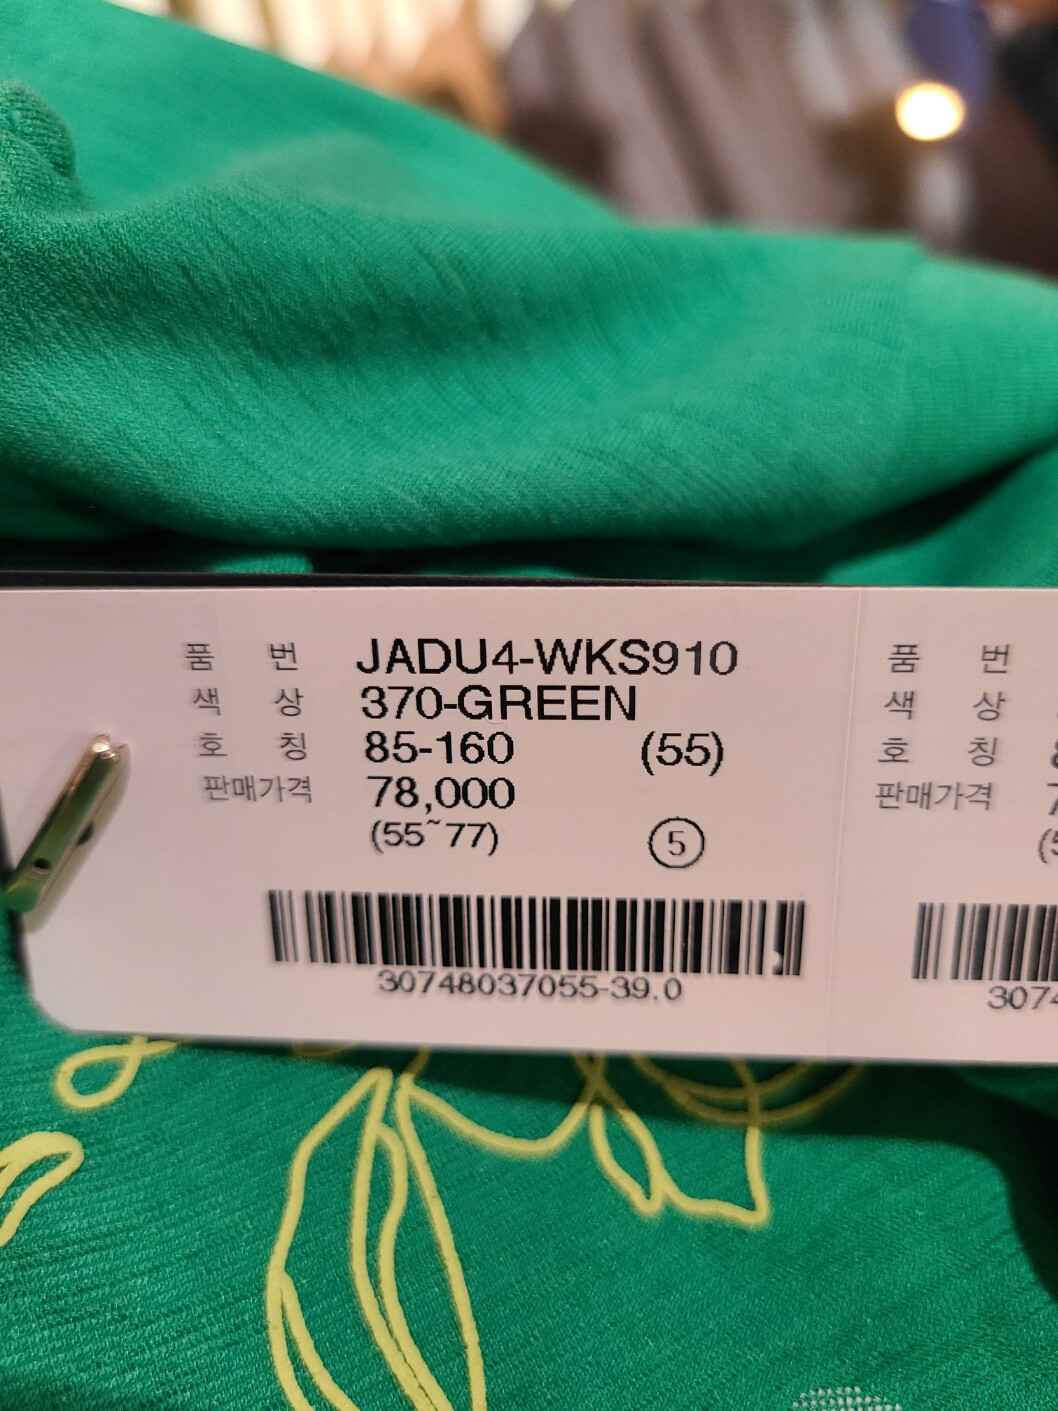 품 번 JADU4-WKS910
색 상 370-GREEN
호 칭 85-160 (55)
판매가격 78,000
(55~77) ⑤
30748037055-39.0
품 번
색 상
호 칭
판매가격